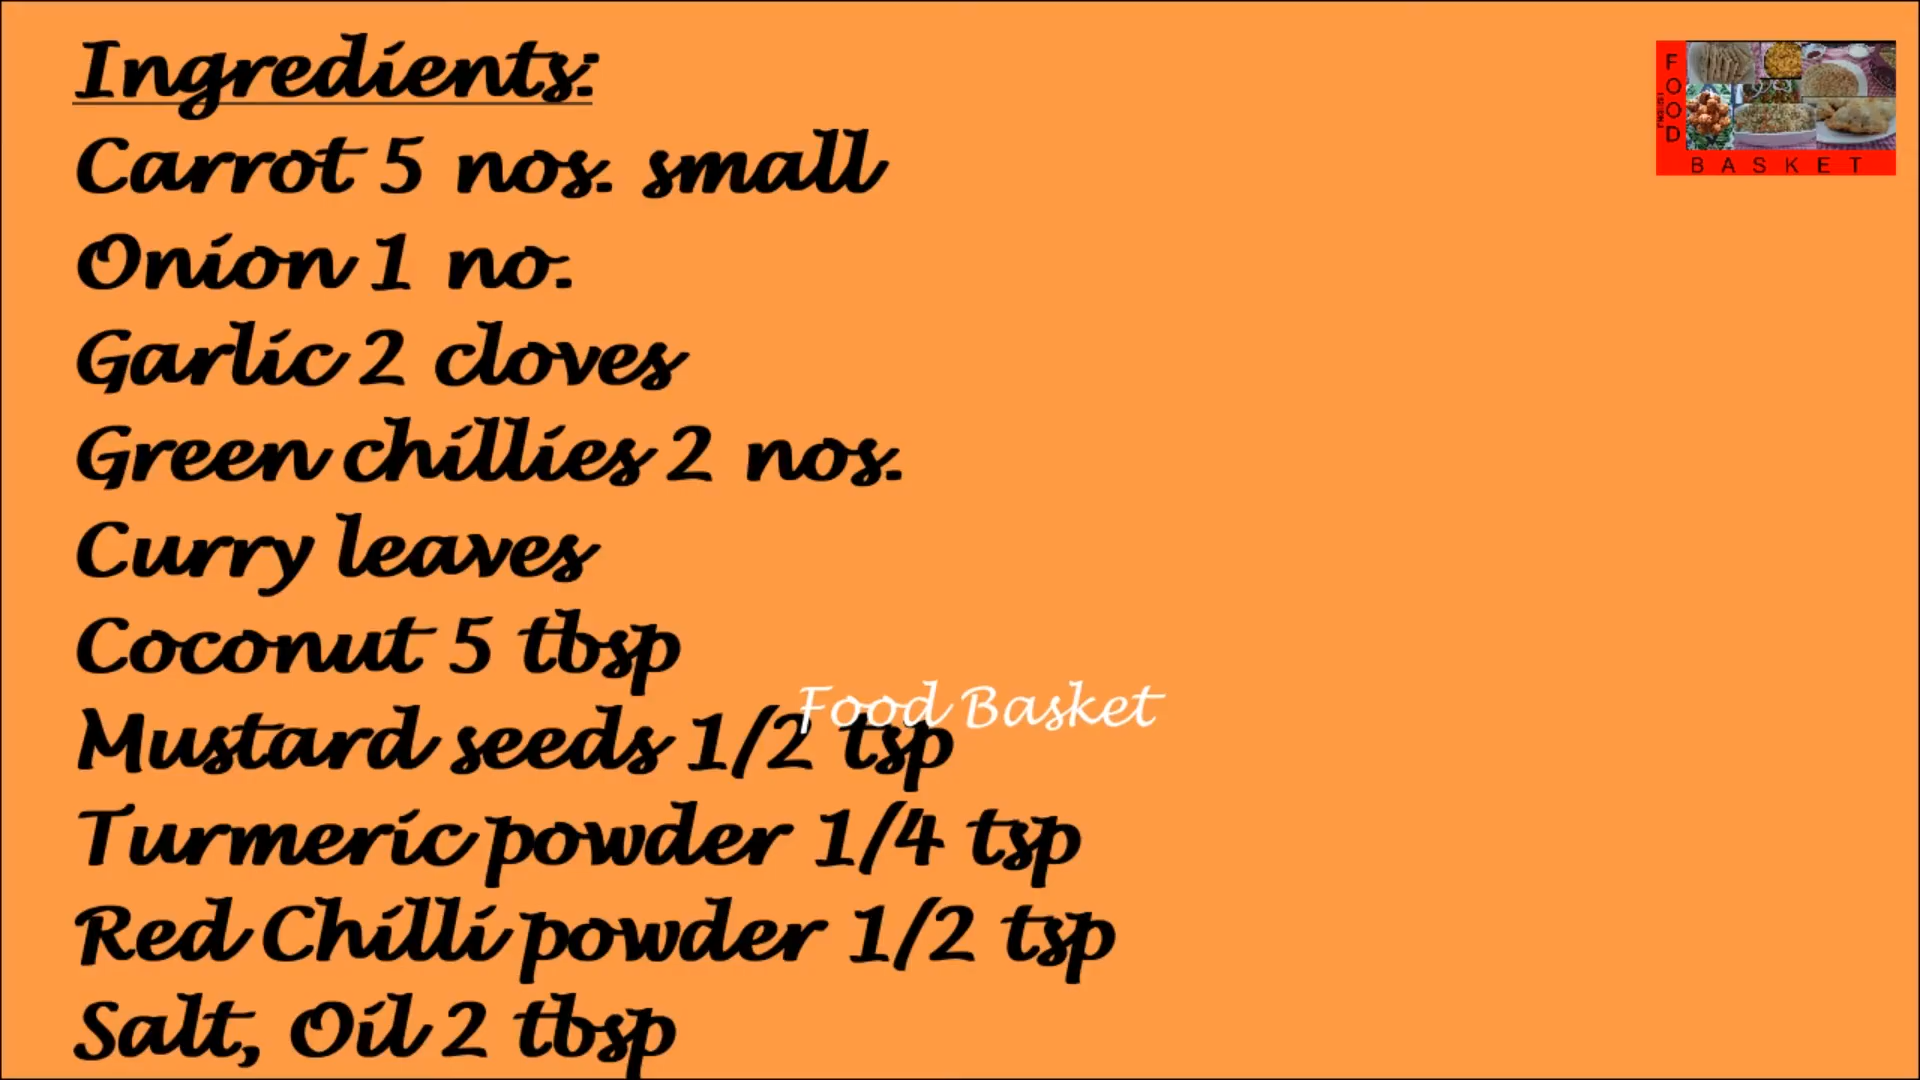 Ingredients:
Carrot 5 nos. small
Onion 1 no.
Garlic 2 cloves
Green chillies 2 nos.
Curry leaves
Coconut 5 tbsp
Mustard seeds 1/2 tsp
Turmeric powder 1/4 tsp
Red Chilli powder 1/2 tsp
Salt, Oil 2 tbsp
Food Basket
FOOD
BASKET